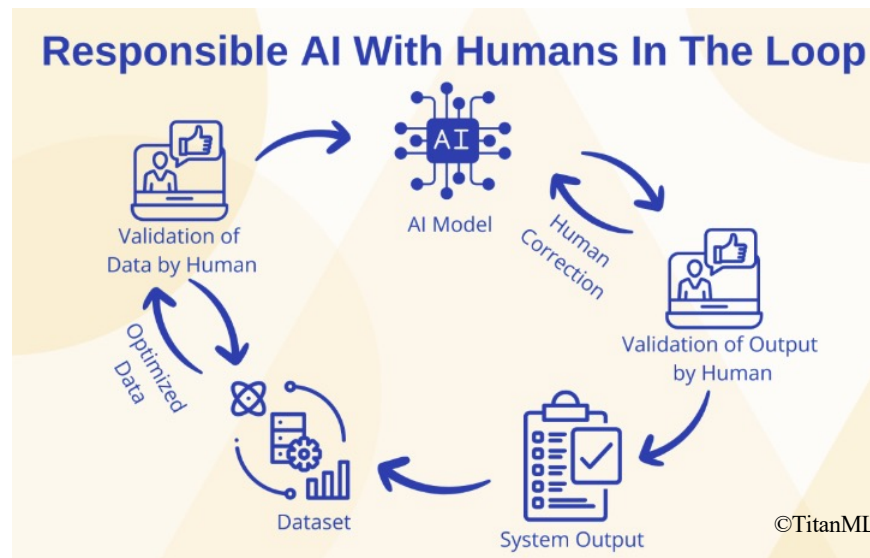 Responsible AI With Humans In The Loop
AI
AI Model
Validation of
Data by Human
Human
Correction
Validation of Output
by Human
Optimized
Data
Dataset
System Output
©TitanML